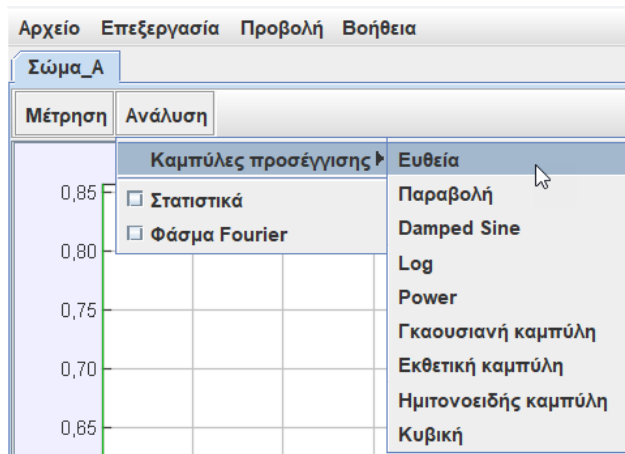 Αρχείο Επεξεργασία Προβολή Βοήθεια
Σώμα_Α
Μέτρηση Ανάλυση
Καμπύλες προσέγγισης
Στατιστικά
Φάσμα Fourier
Ευθεία
Παραβολή
Damped Sine
Log
Power
Γκαουσιανή καμπύλη
Εκθετική καμπύλη
Ημιτονοειδής καμπύλη
Κυβική
0,85
0,80
0,75
0,70
0,65